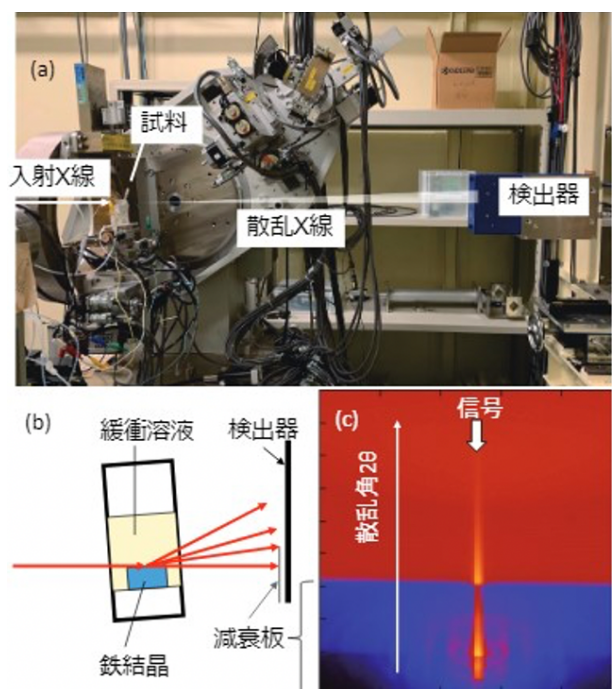 (a)
試料
入射X線
散乱X線
検出器
KYOCERA
(b)
緩衝溶液
検出器
減衰板
鉄結晶
(c)
信号
散乱角2θ